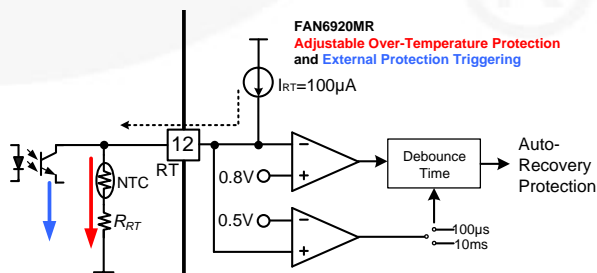 FAN6920MR
Adjustable Over-Temperature Protection
and External Protection Triggering
IRT=100µA
12
RT
NTC
RRT
0.8V
0.5V
−
+
−
+
Debounce
Time
100µs
10ms
Auto-
Recovery
Protection